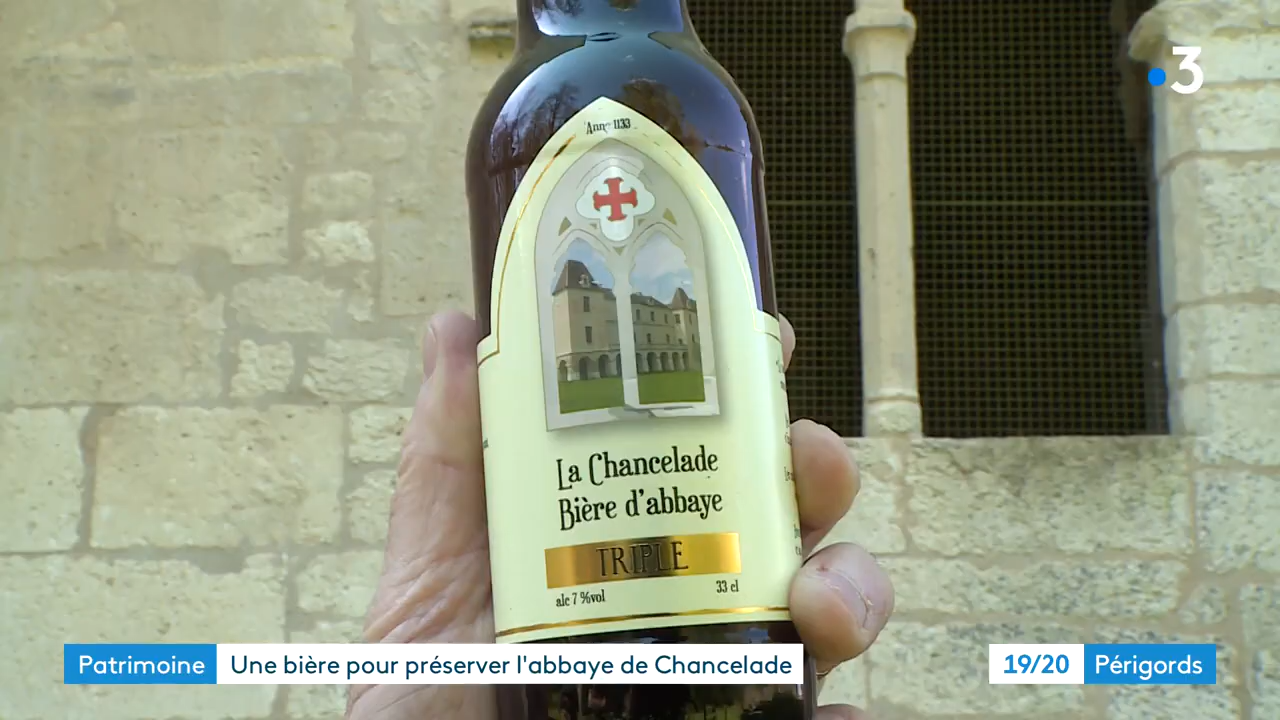 3
Anno 1133
La Chancelade
Bière d'abbaye
TRIPLE
alc 7 %vol
33 cl
Patrimoine
Une bière pour préserver l'abbaye de Chancelade
19/20
Périgords